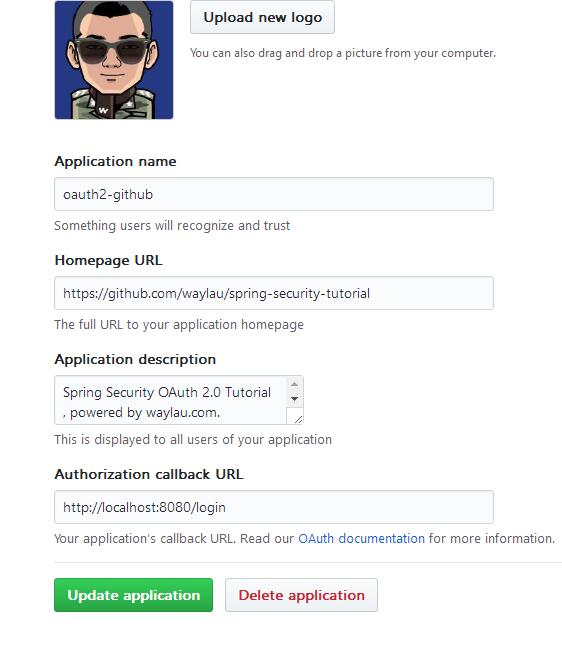 Upload new logo
You can also drag and drop a picture from your computer.
W
Application name
oauth2-github
Something users will recognize and trust
Homepage URL
https://github.com/waylau/spring-security-tutorial
The full URL to your application homepage
Application description
Spring Security OAuth 2.0 Tutorial
, powered by waylau.com.
This is displayed to all users of your application
Authorization callback URL
http://localhost:8080/login
Your application's callback URL. Read our OAuth documentation for more information.
Update application
Delete application